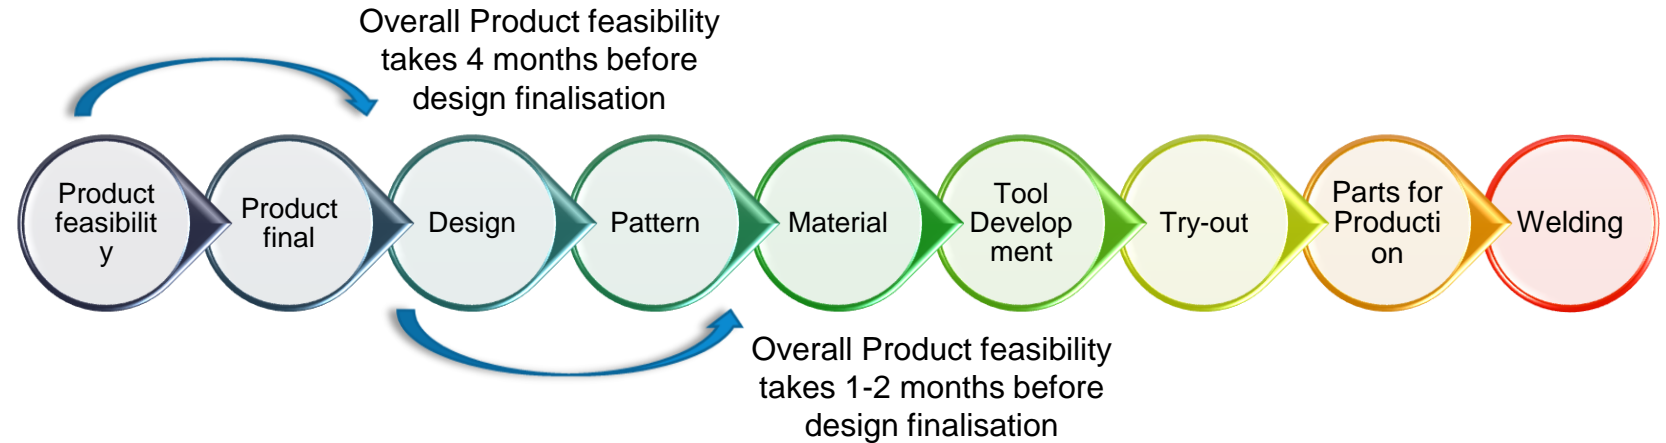 Overall Product feasibility
takes 4 months before
design finalisation
Product
feasibilit
y
Product
final
Design
Pattern
Material
Tool
Develop
ment
Try-out
Parts for
Producti
on
Welding
Overall Product feasibility
takes 1-2 months before
design finalisation